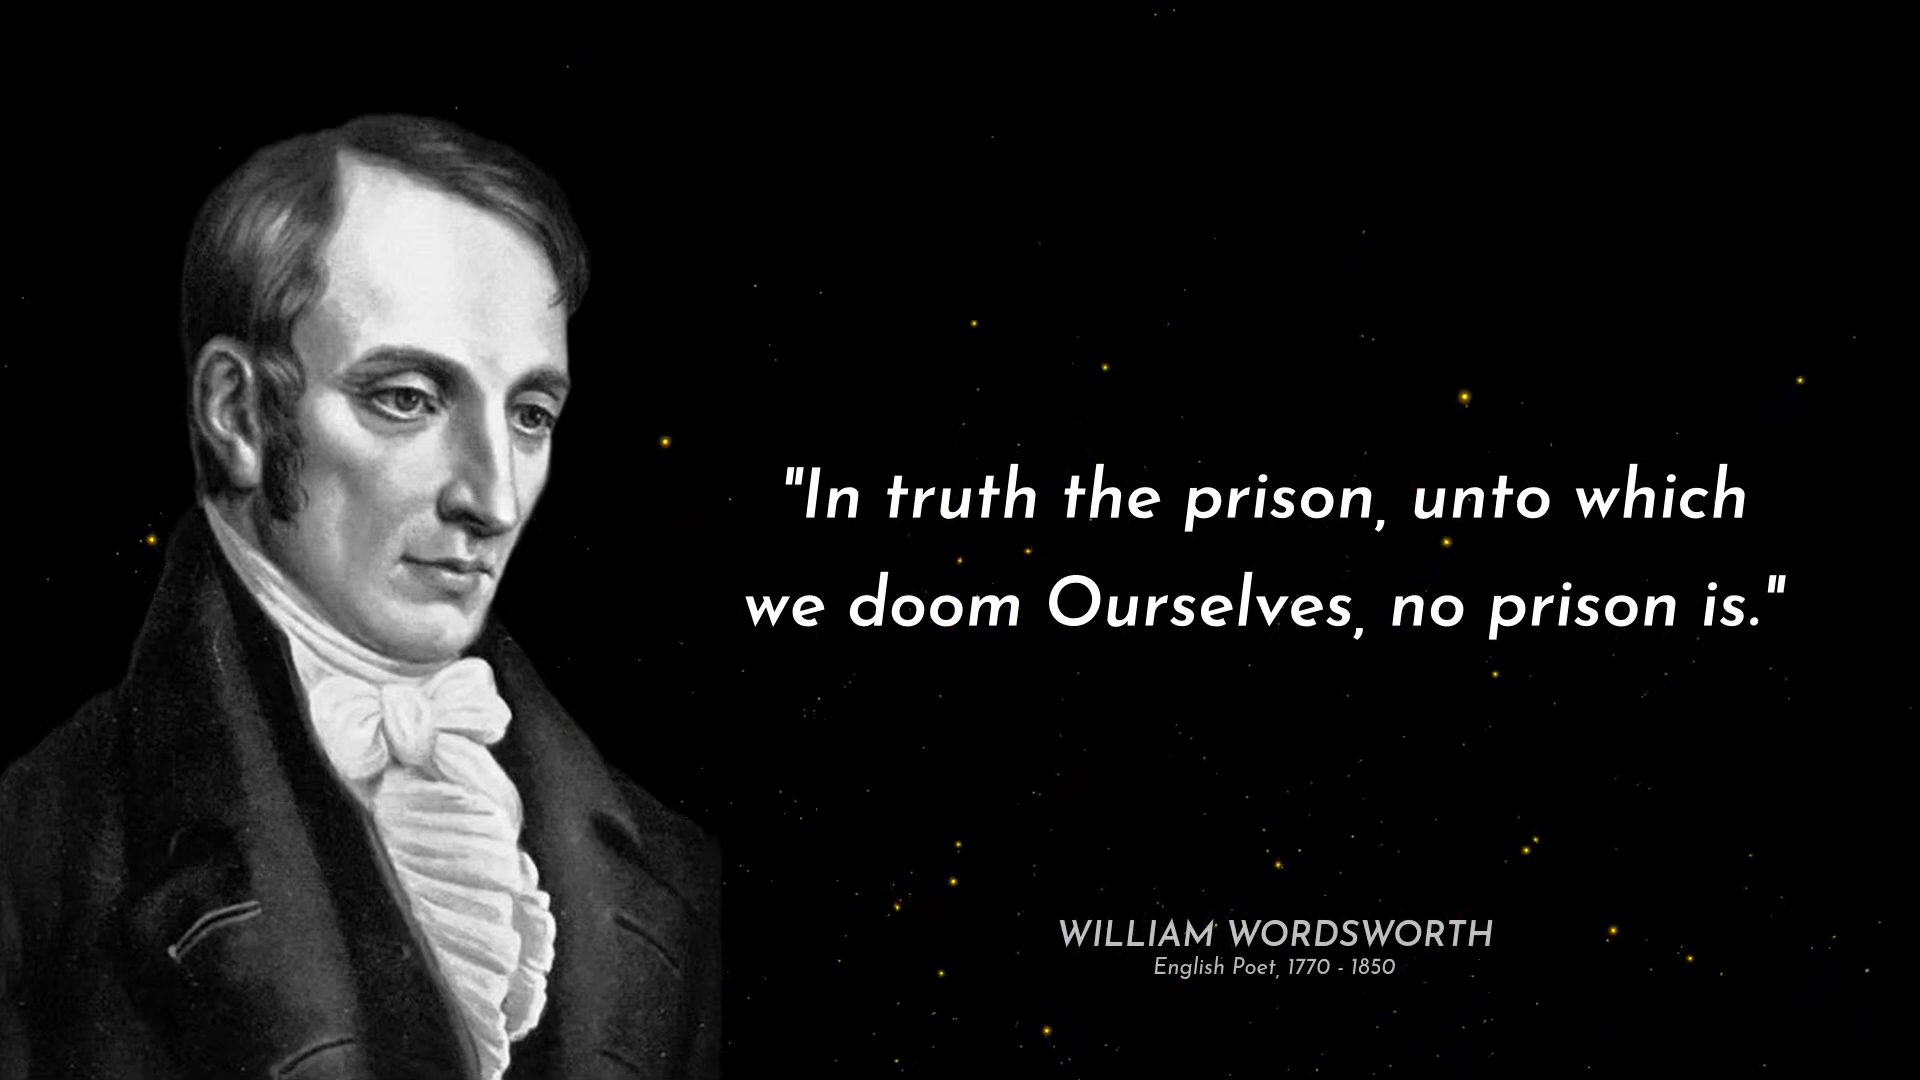 "In truth the prison, unto which
we doom Ourselves, no prison is."
WILLIAM WORDSWORTH
English Poet, 1770 - 1850